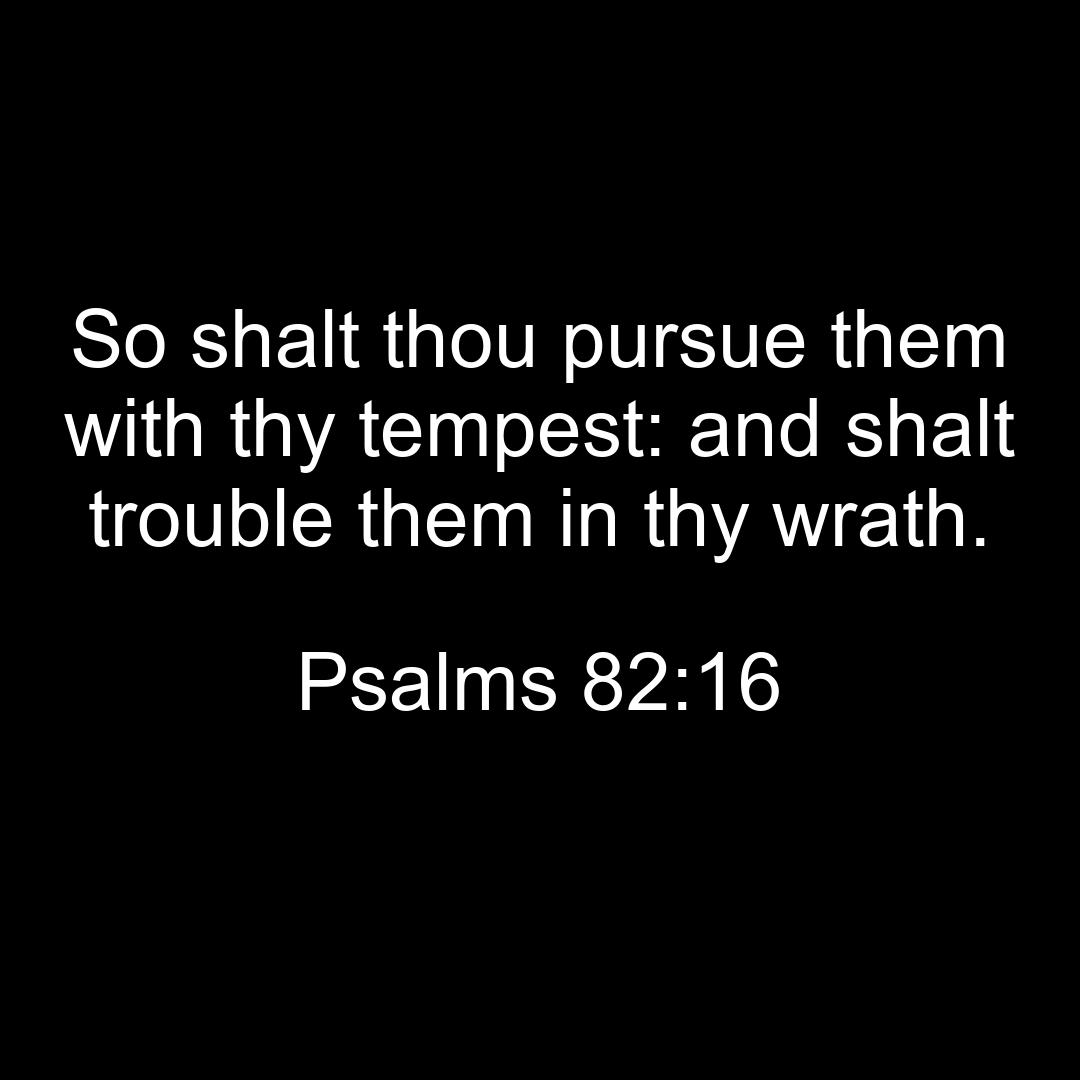 So shalt thou pursue them
with thy tempest: and shalt
trouble them in thy wrath.
Psalms 82:16